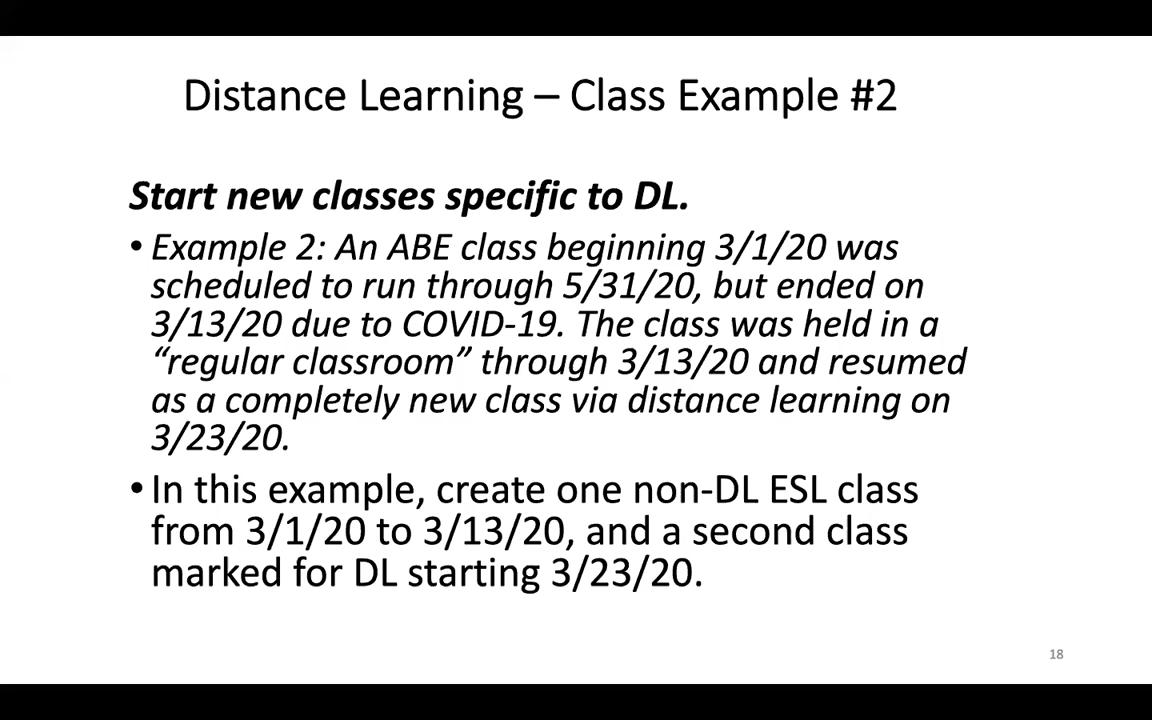 Distance Learning – Class Example #2
Start new classes specific to DL.
• Example 2: An ABE class beginning 3/1/20 was
scheduled to run through 5/31/20, but ended on
3/13/20 due to COVID-19. The class was held in a
“regular classroom” through 3/13/20 and resumed
as a completely new class via distance learning on
3/23/20.
• In this example, create one non-DL ESL class
from 3/1/20 to 3/13/20, and a second class
marked for DL starting 3/23/20.
18